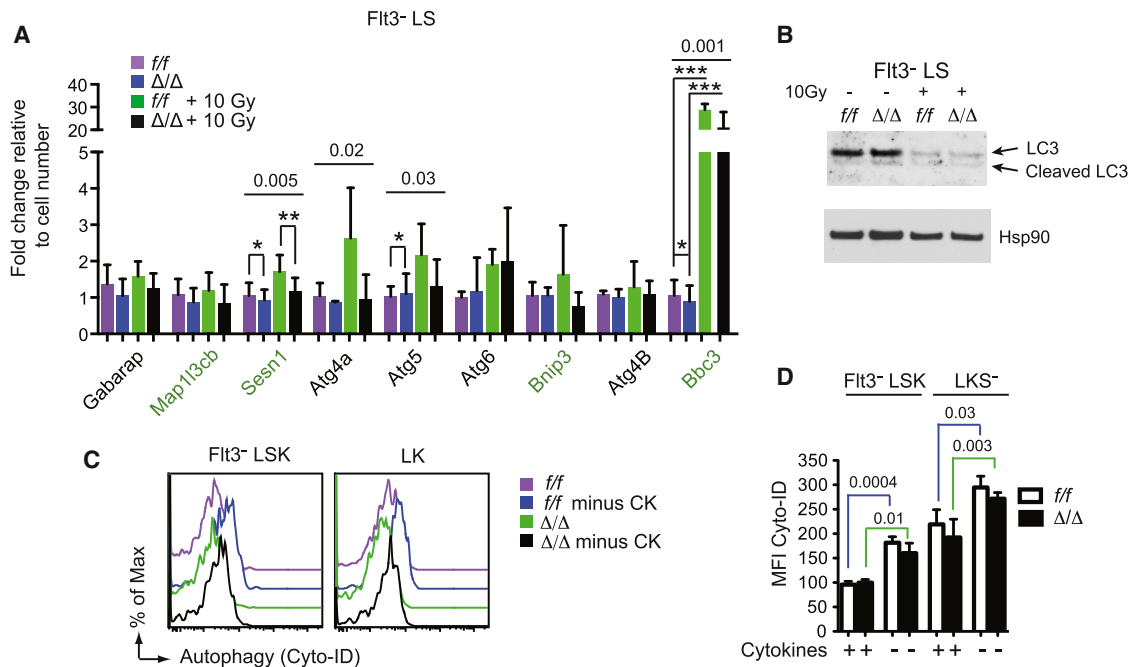 Flt3- LS
A
f/f
Δ/Δ
f/f + 10 Gy
Δ/Δ + 10 Gy
Fold change relative
to cell number
40
30
20
5
4
3
2
1
0
0.005
0.02
0.03
0.001
*
**
*
***
***
*
Gabarap
Map1l3cb
Sesn1
Atg4a
Atg5
Atg6
Bnip3
Atg4B
Bbc3
B
Flt3- LS
10Gy - - + +
f/f Δ/Δ f/f Δ/Δ
LC3
Cleaved LC3
Hsp90
C
Flt3- LSK
LK
% of Max
Autophagy (Cyto-ID)
f/f
f/f minus CK
Δ/Δ
Δ/Δ minus CK
D
Flt3- LSK
LKS-
0.03
0.003
0.0004
0.01
f/f
Δ/Δ
MFI Cyto-ID
350
300
250
200
150
100
50
0
Cytokines ++ -- ++ --